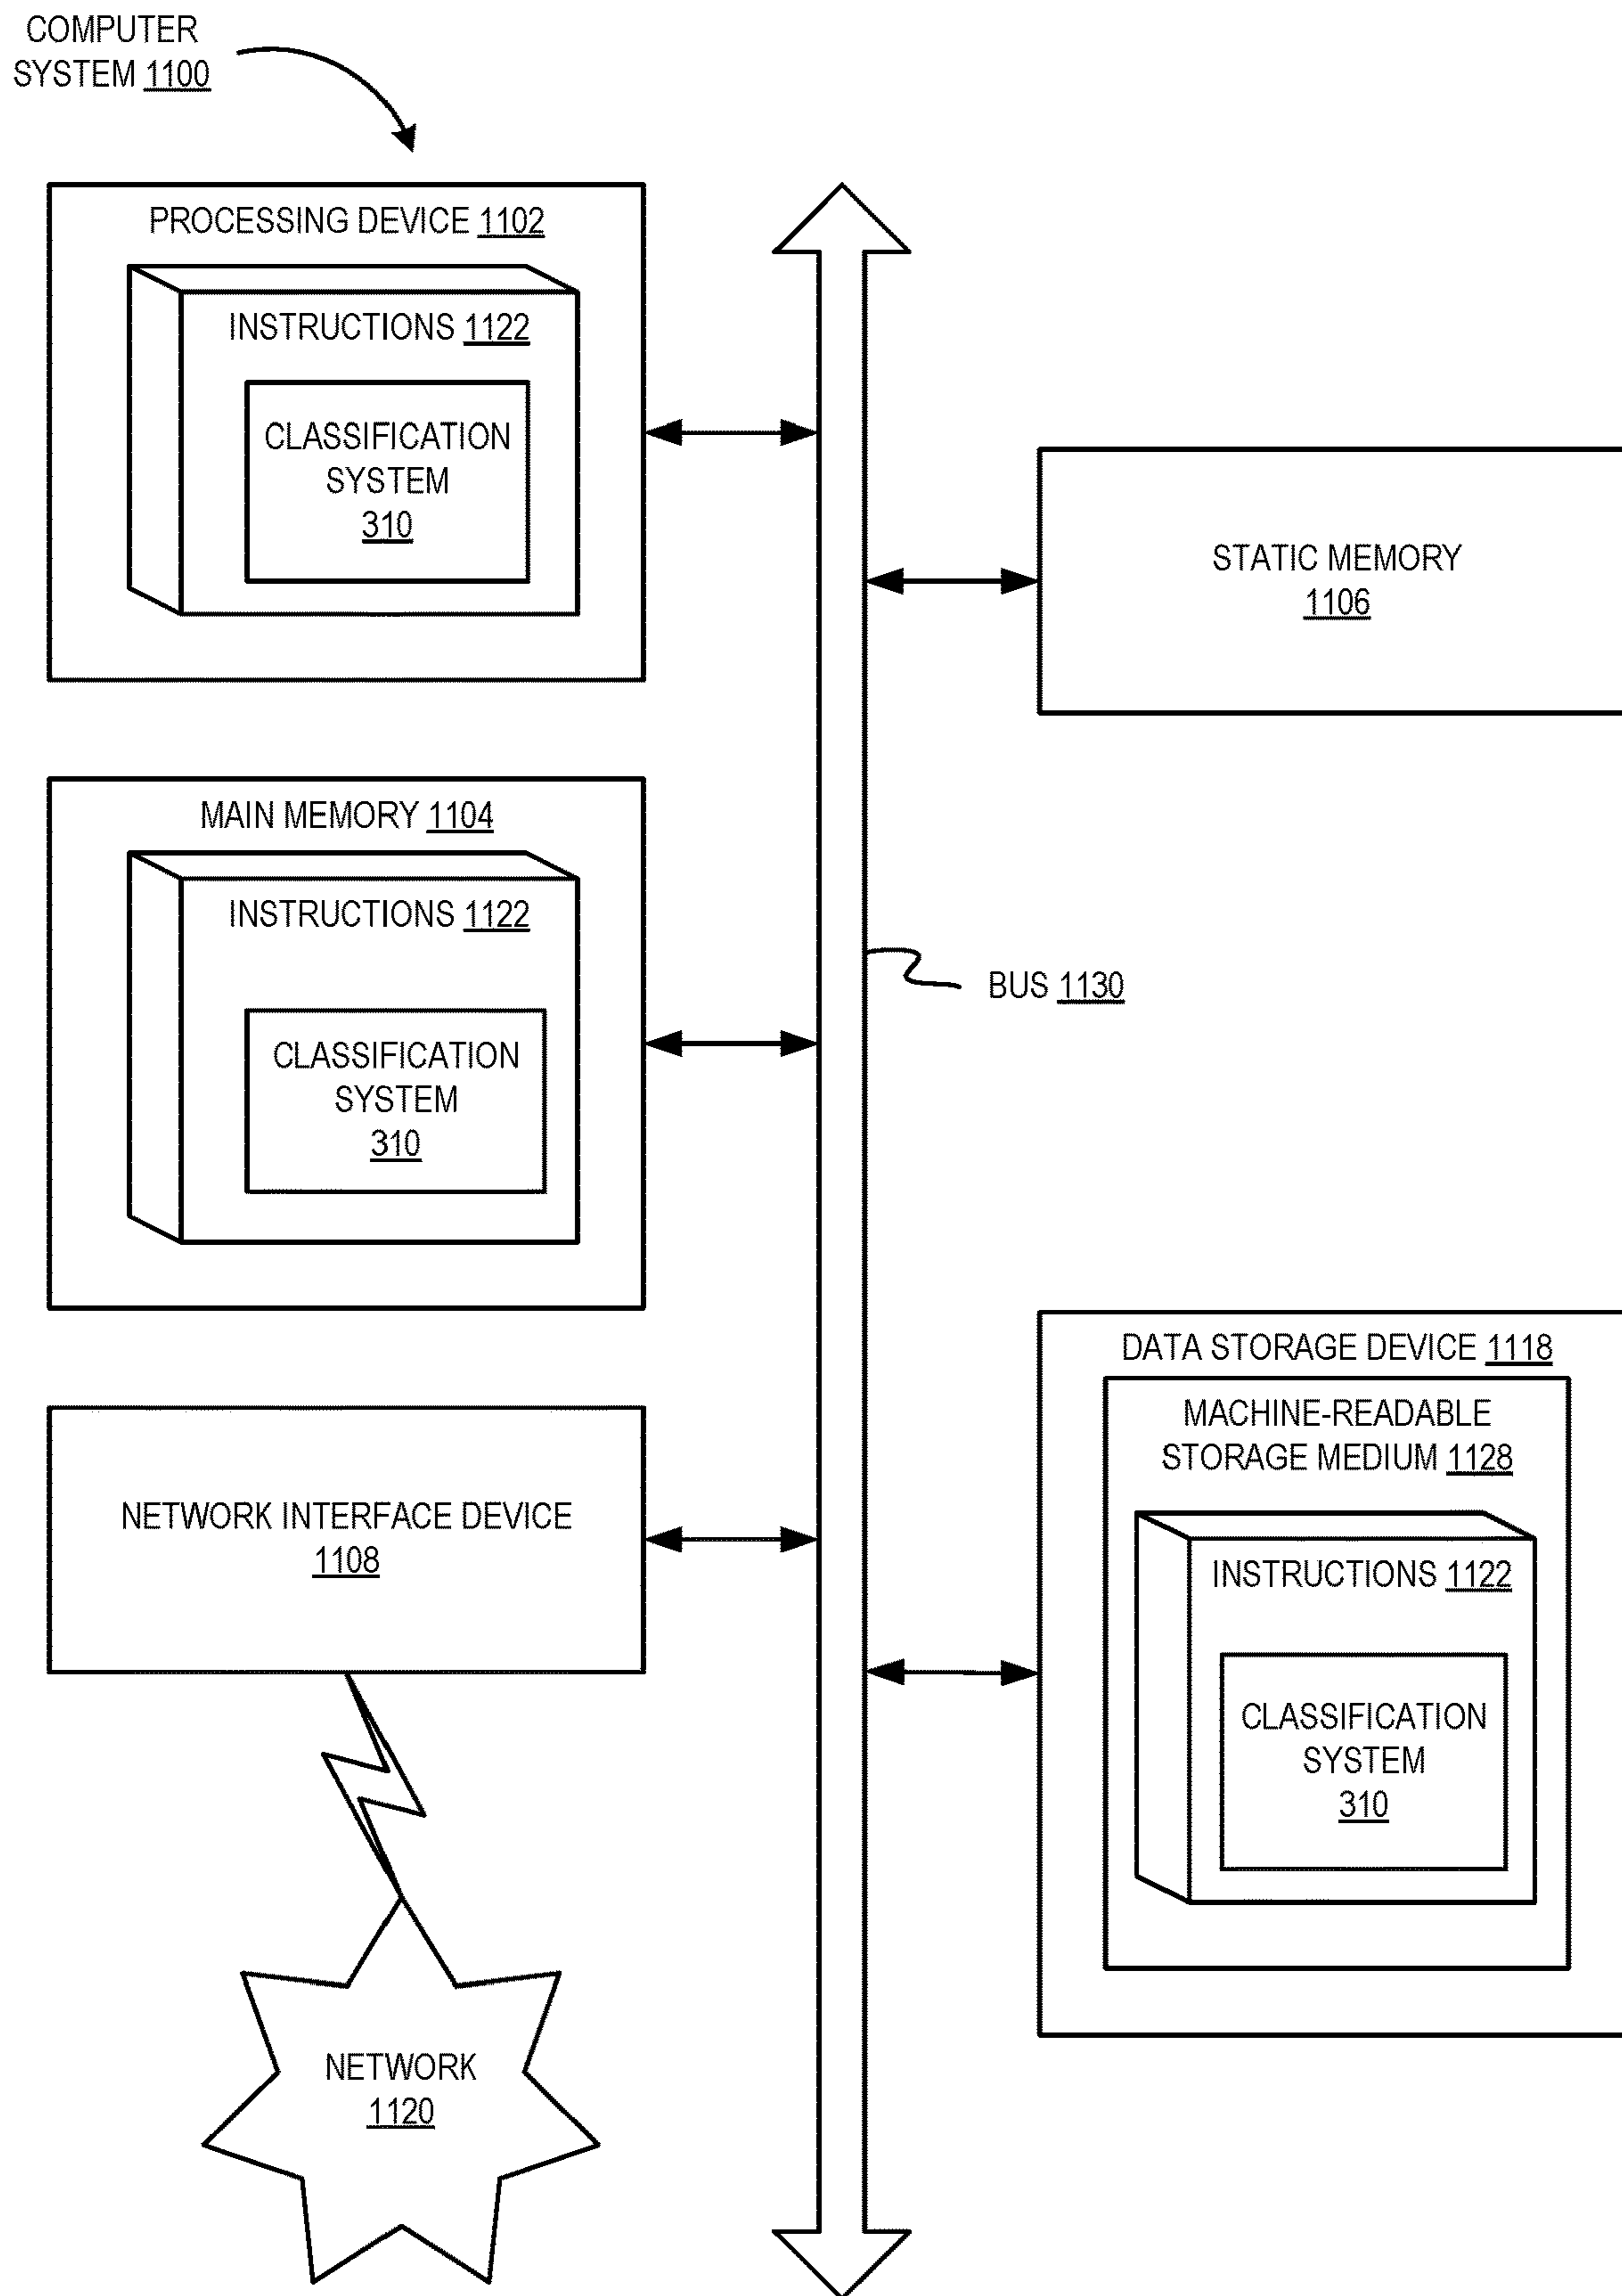 COMPUTER
SYSTEM 1100
PROCESSING DEVICE 1102
INSTRUCTIONS 1122
CLASSIFICATION
SYSTEM
310
STATIC MEMORY
1106
MAIN MEMORY 1104
INSTRUCTIONS 1122
CLASSIFICATION
SYSTEM
310
BUS 1130
NETWORK INTERFACE DEVICE
1108
DATA STORAGE DEVICE 1118
MACHINE-READABLE
STORAGE MEDIUM 1128
INSTRUCTIONS 1122
CLASSIFICATION
SYSTEM
310
NETWORK
1120